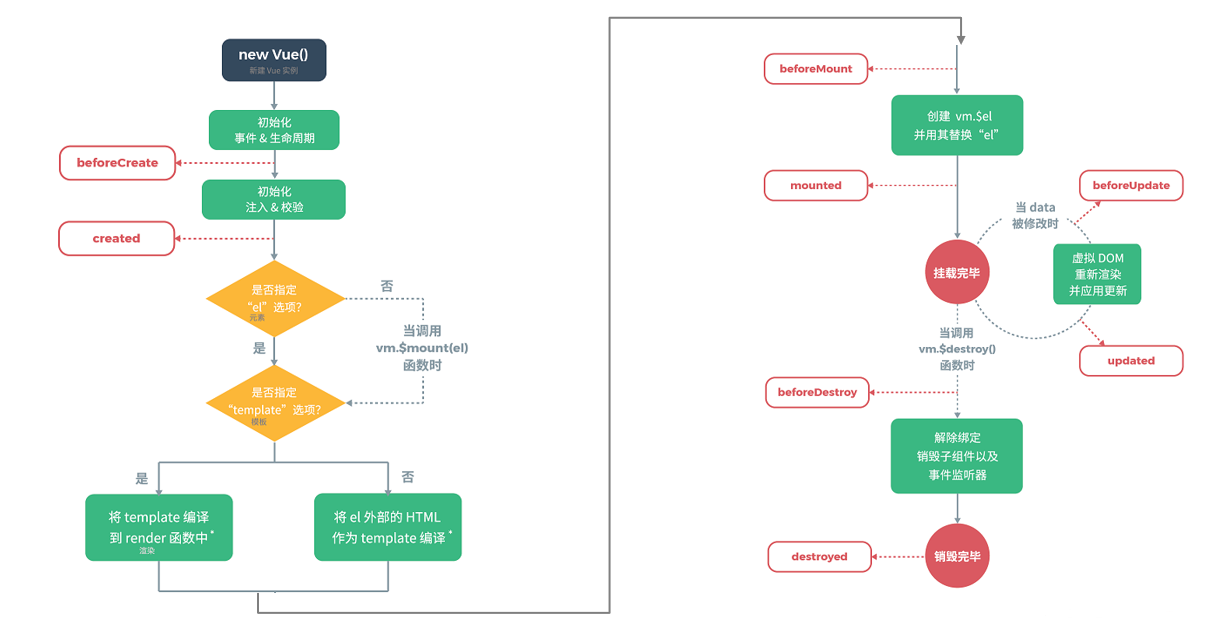 new Vue()
新建 Vue 实例
初始化
事件 & 生命周期
beforeCreate
初始化
注入 & 校验
created
是否指定
“el” 选项?
元素
否
是
当调用
vm.$mount(el)
函数时
是否指定
“template” 选项?
模板
是
否
将 template 编译
到 render 函数中*
渲染
将 el 外部的 HTML
作为 template 编译*
beforeMount
创建 vm.$el
并用其替换 “el”
mounted
挂载完毕
当 data
被修改时
beforeUpdate
虚拟 DOM
重新渲染
并应用更新
updated
当调用
vm.$destroy()
函数时
beforeDestroy
解除绑定
销毁子组件以及
事件监听器
销毁完毕
destroyed